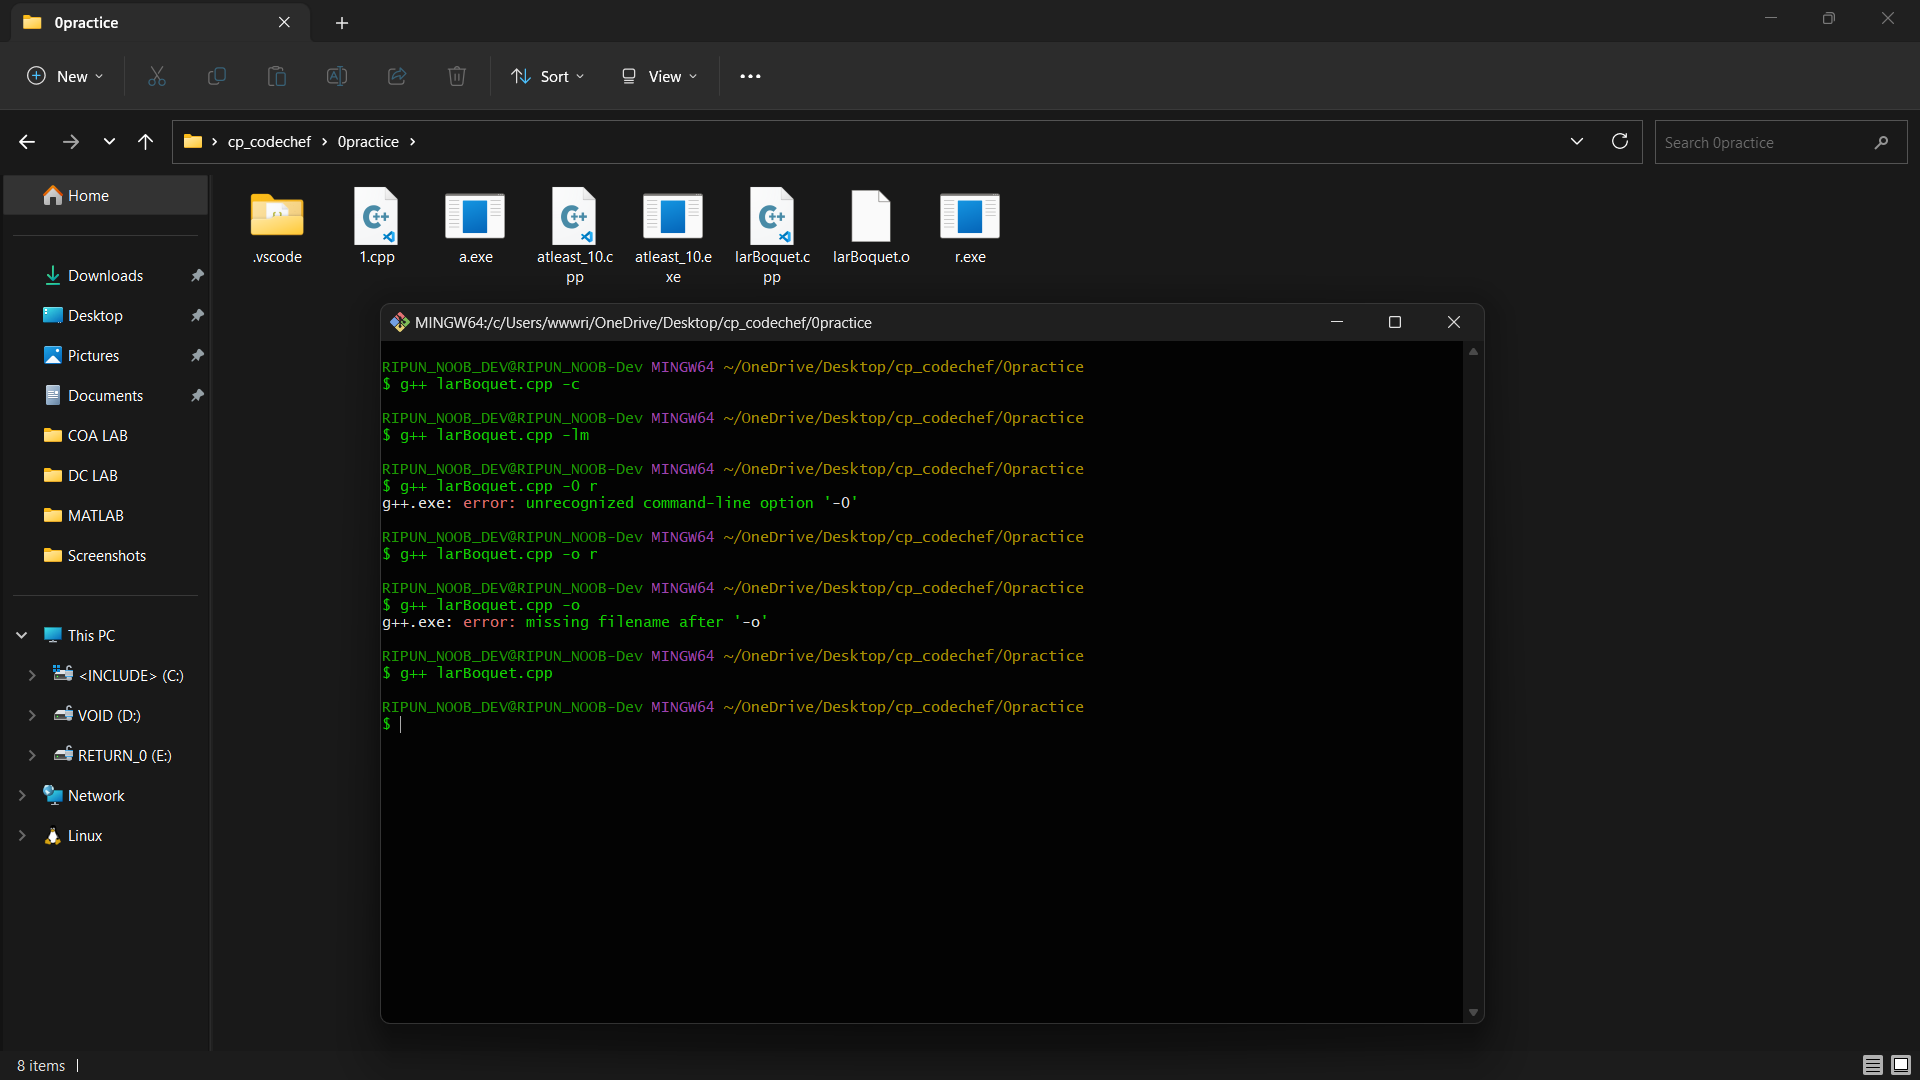 0practice
New
Sort
View
cp_codechef
0practice
Search 0practice
Home
Downloads
Desktop
Pictures
Documents
COA LAB
DC LAB
MATLAB
Screenshots
This PC
<INCLUDE> (C:)
VOID (D:)
RETURN_0 (E:)
Network
Linux
.vscode
1.cpp
a.exe
atleast_10.c
pp
atleast_10.e
xe
larBoquet.c
pp
larBoquet.o
r.exe
MINGW64:/c/Users/wwwri/OneDrive/Desktop/cp_codechef/0practice
RIPUN_NOOB_DEV@RIPUN_NOOB-Dev MINGW64 ~/OneDrive/Desktop/cp_codechef/0practice
$ g++ larBoquet.cpp -c
RIPUN_NOOB_DEV@RIPUN_NOOB-Dev MINGW64 ~/OneDrive/Desktop/cp_codechef/0practice
$ g++ larBoquet.cpp -lm
RIPUN_NOOB_DEV@RIPUN_NOOB-Dev MINGW64 ~/OneDrive/Desktop/cp_codechef/0practice
$ g++ larBoquet.cpp -0 r
g++.exe: error: unrecognized command-line option '-0'
RIPUN_NOOB_DEV@RIPUN_NOOB-Dev MINGW64 ~/OneDrive/Desktop/cp_codechef/0practice
$ g++ larBoquet.cpp -o r
RIPUN_NOOB_DEV@RIPUN_NOOB-Dev MINGW64 ~/OneDrive/Desktop/cp_codechef/0practice
$ g++ larBoquet.cpp -o
g++.exe: error: missing filename after '-o'
RIPUN_NOOB_DEV@RIPUN_NOOB-Dev MINGW64 ~/OneDrive/Desktop/cp_codechef/0practice
$ g++ larBoquet.cpp
RIPUN_NOOB_DEV@RIPUN_NOOB-Dev MINGW64 ~/OneDrive/Desktop/cp_codechef/0practice
$
8 items